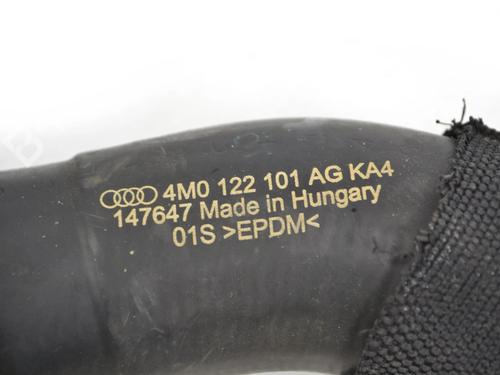 4M0 122 101 AG KA4
147647 Made in Hungary
01S >EPDM<